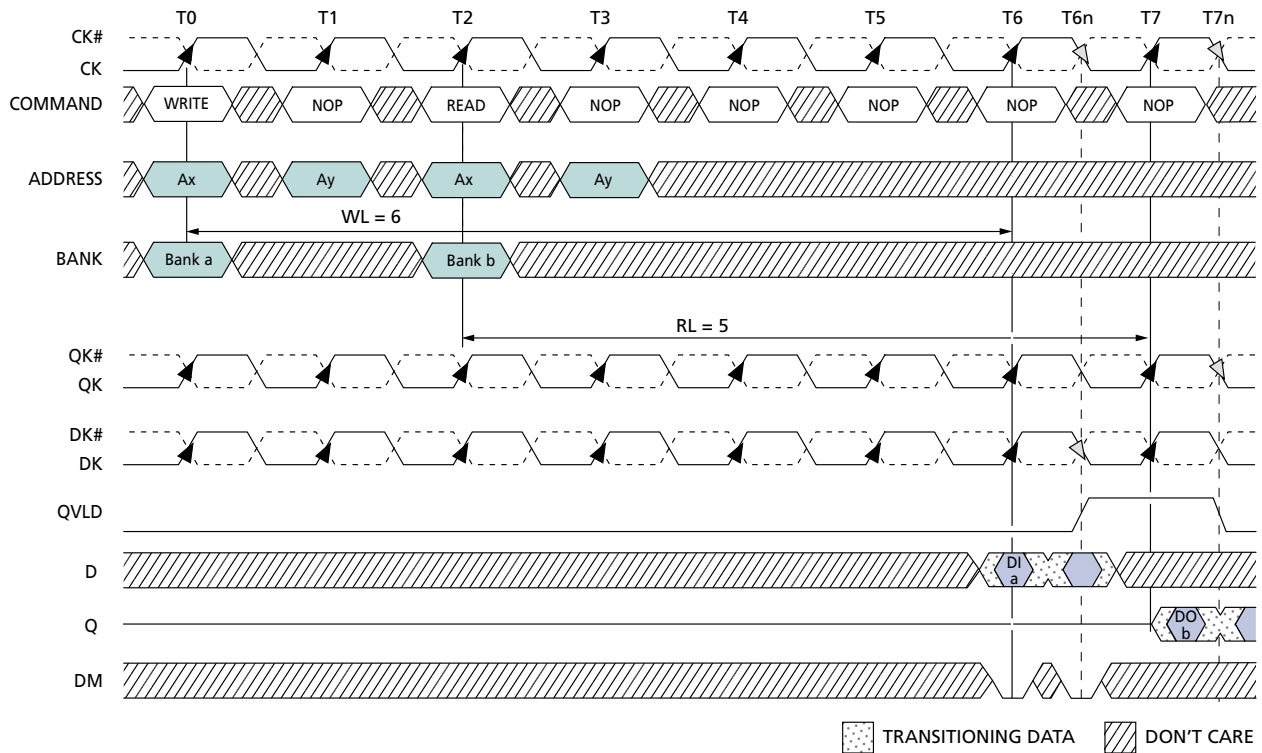 T0 T1 T2 T3 T4 T5 T6 T6n T7 T7n
CK#
CK
COMMAND WRITE NOP READ NOP NOP NOP NOP NOP
ADDRESS Ax Ay Ax Ay
WL = 6
BANK Bank a Bank b
RL = 5
QK#
QK
DK#
DK
QVLD
D DI a
Q DO b
DM
TRANSITIONING DATA DON'T CARE